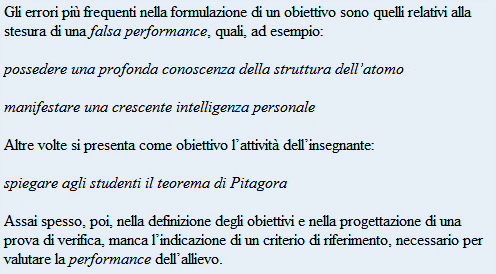 Gli errori più frequenti nella formulazione di un obiettivo sono quelli relativi alla
stesura di una falsa performance, quali, ad esempio:
possedere una profonda conoscenza della struttura dell'atomo
manifestare una crescente intelligenza personale
Altre volte si presenta come obiettivo l'attività dell'insegnante:
spiegare agli studenti il teorema di Pitagora
Assai spesso, poi, nella definizione degli obiettivi e nella progettazione di una
prova di verifica, manca l'indicazione di un criterio di riferimento, necessario per
valutare la performance dell'allievo.